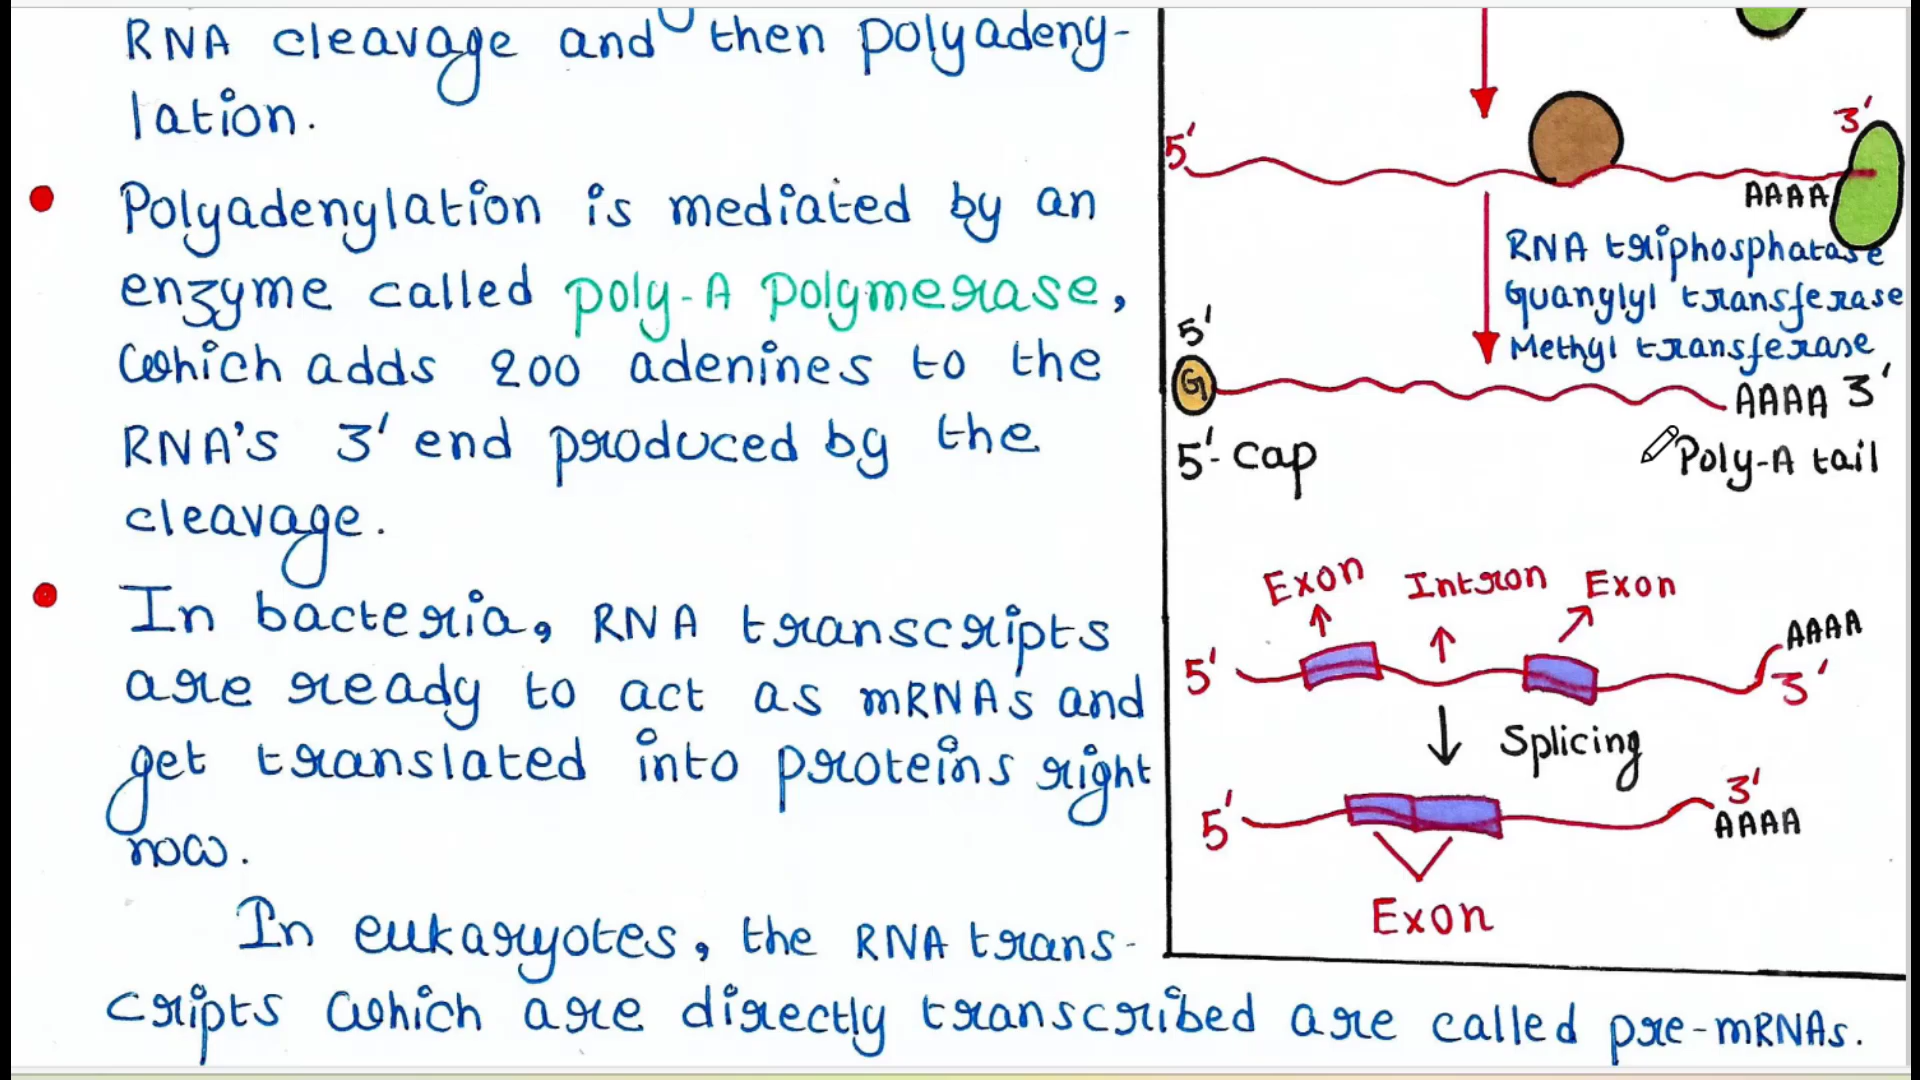 RNA cleavage and then polyadeny-
lation.
Polyadenylation is mediated by an
enzyme called poly-A polymerase,
which adds 200 adenines to the
RNA's 3' end produced by the
cleavage.
In bacteria, RNA transcripts
are ready to act as mRNAs and
get translated into proteins right
now.
In eukaryotes, the RNA trans-
cripts which are directly transcribed are called pre-mRNAs.
5'
3'
AAAA
RNA triphosphatase
Guanylyl transferase
Methyl transferase
5'
G
AAAA 3'
5'-cap
Poly-A tail
Exon Intron Exon
5'
AAAA
3'
Splicing
5'
3'
AAAA
Exon